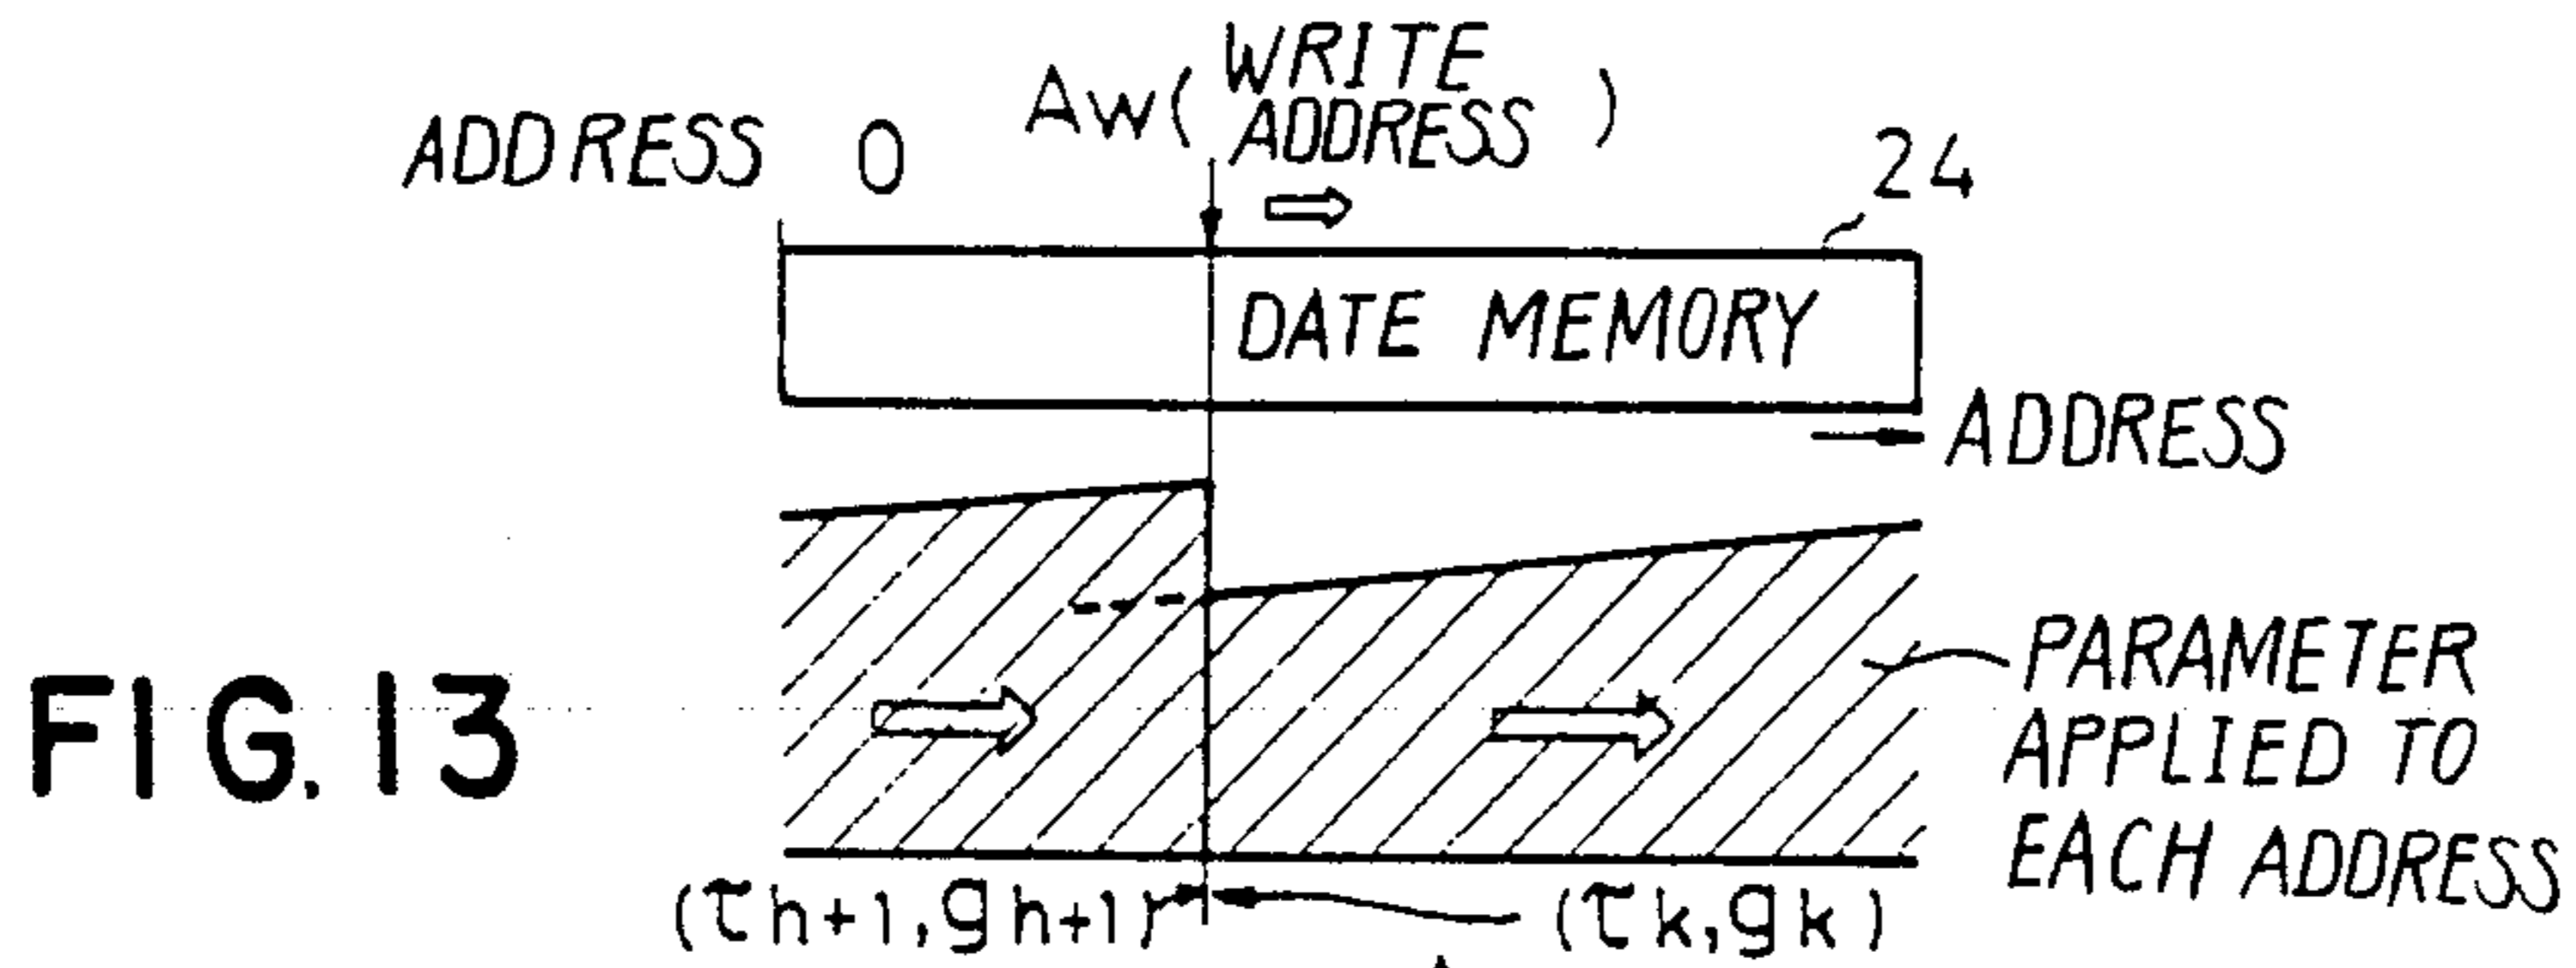 Aw( WRITE ADDRESS )
ADDRESS 0
24
DATE MEMORY
ADDRESS
PARAMETER
APPLIED TO
EACH ADDRESS
FIG.13
(τh+1,gh+1)
(τk,gk)